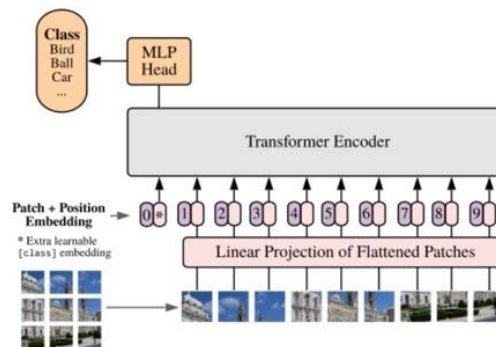 Class
Bird
Ball
Car
...
MLP
Head
Transformer Encoder
Patch + Position
Embedding
* Extra learnable
[class] embedding
0 * 1 2 3 4 5 6 7 8 9
Linear Projection of Flattened Patches